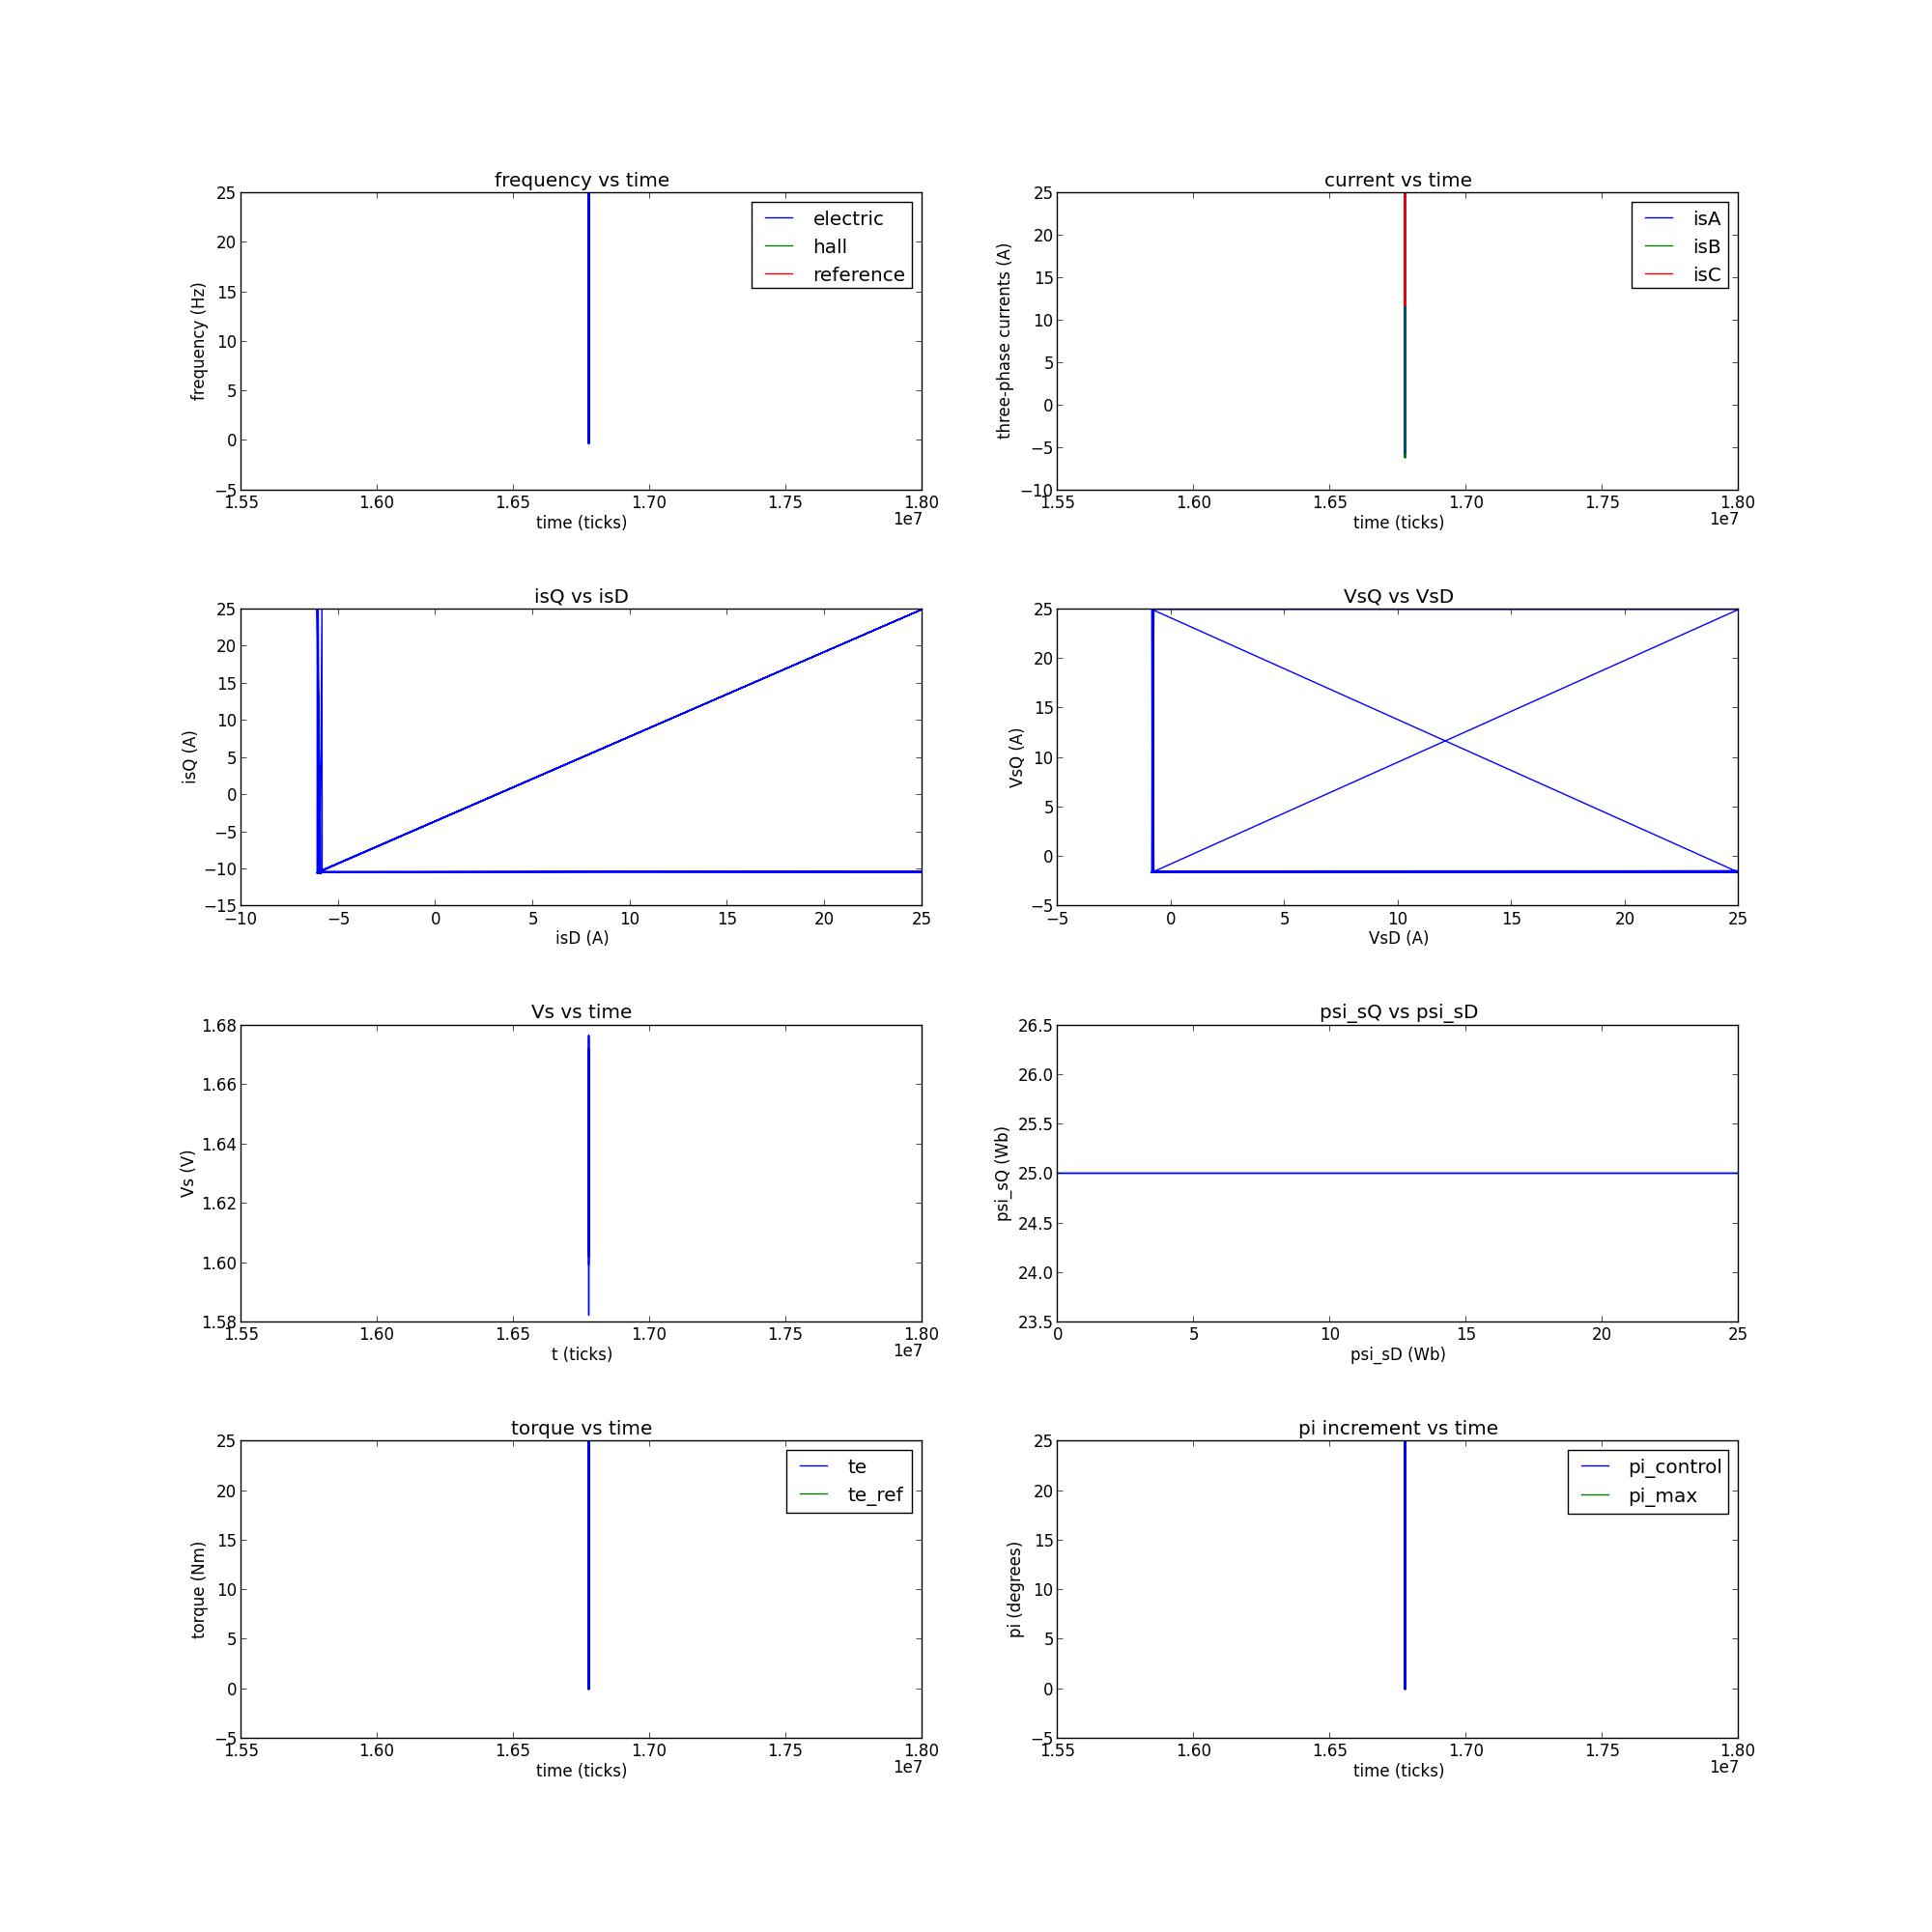 frequency vs time
25
20
15
10
5
0
−5
frequency (Hz)
electric
hall
reference
1.55 1.60 1.65 1.70 1.75 1.80
1e7
time (ticks)
current vs time
25
20
15
10
5
0
−5
−10
three-phase currents (A)
isA
isB
isC
1.55 1.60 1.65 1.70 1.75 1.80
1e7
time (ticks)
isQ vs isD
25
20
15
10
5
0
−5
−10
−15
isQ (A)
−10 −5 0 5 10 15 20 25
isD (A)
VsQ vs VsD
25
20
15
10
5
0
−5
VsQ (A)
−5 0 5 10 15 20 25
VsD (A)
Vs vs time
1.68
1.66
1.64
1.62
1.60
1.58
Vs (V)
1.55 1.60 1.65 1.70 1.75 1.80
1e7
t (ticks)
psi_sQ vs psi_sD
26.5
26.0
25.5
25.0
24.5
24.0
23.5
psi_sQ (Wb)
0 5 10 15 20 25
psi_sD (Wb)
torque vs time
25
20
15
10
5
0
−5
torque (Nm)
te
te_ref
1.55 1.60 1.65 1.70 1.75 1.80
1e7
time (ticks)
pi increment vs time
25
20
15
10
5
0
−5
pi (degrees)
pi_control
pi_max
1.55 1.60 1.65 1.70 1.75 1.80
1e7
time (ticks)